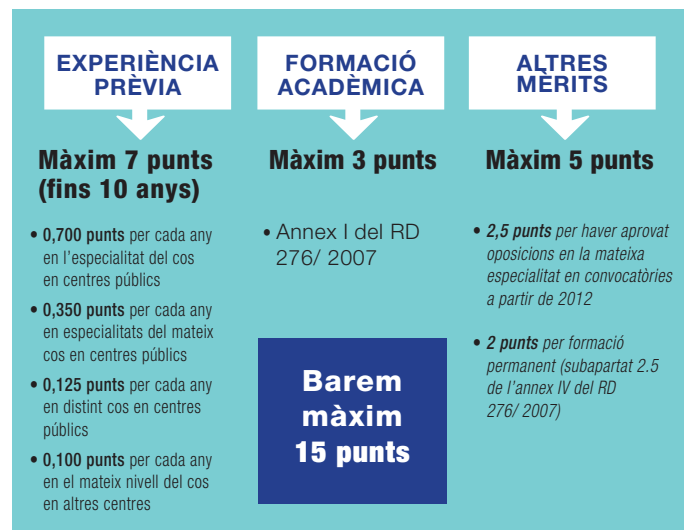 EXPERIÈNCIA
PRÈVIA
Màxim 7 punts
(fins 10 anys)
• 0,700 punts per cada any
en l'especialitat del cos
en centres públics
• 0,350 punts per cada any
en especialitats del mateix
cos en centres públics
• 0,125 punts per cada any
en distint cos en centres
públics
• 0,100 punts per cada any
en el mateix nivell del cos
en altres centres
FORMACIÓ
ACADÈMICA
Màxim 3 punts
• Annex I del RD
276/ 2007
Barem
màxim
15 punts
ALTRES
MÈRITS
Màxim 5 punts
• 2,5 punts per haver aprovat
oposicions en la mateixa
especialitat en convocatòries
a partir de 2012
• 2 punts per formació
permanent (subapartat 2.5
de l'annex IV del RD
276/ 2007)